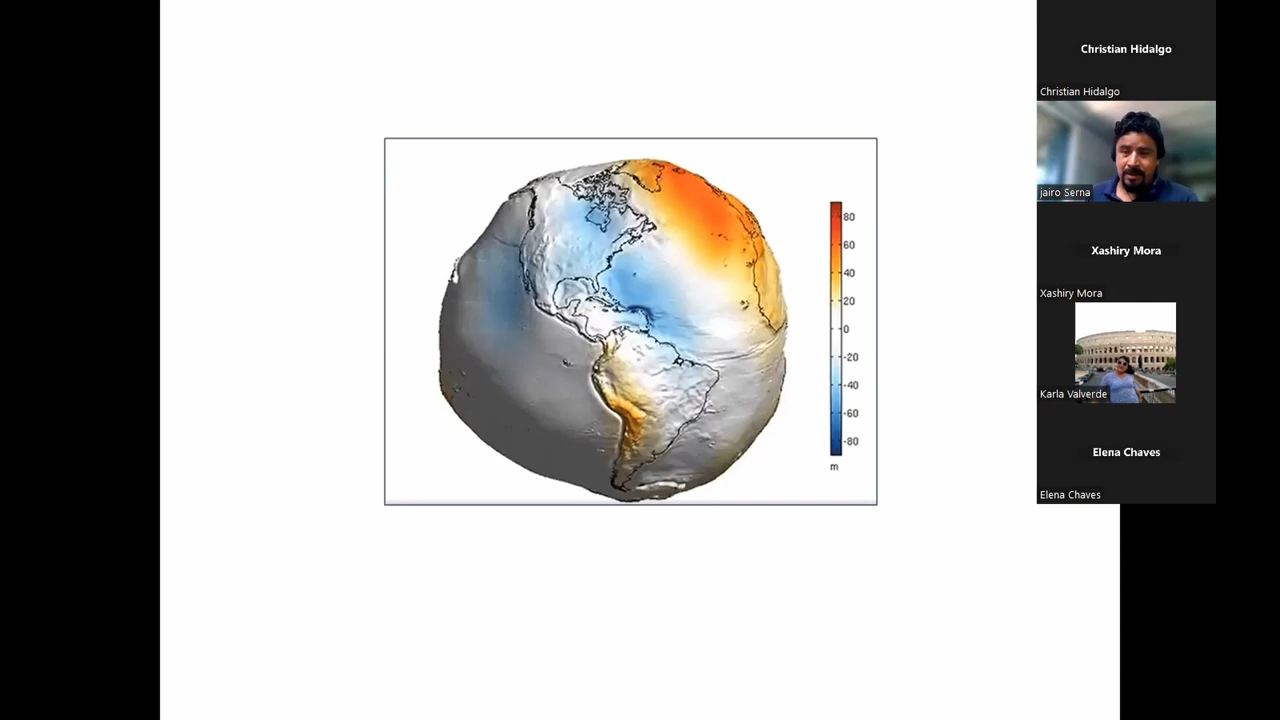 80
60
40
20
0
-20
-40
-60
-80
m
Christian Hidalgo
Christian Hidalgo
jairo Serna
Xashiry Mora
Xashiry Mora
Karla Valverde
Elena Chaves
Elena Chaves